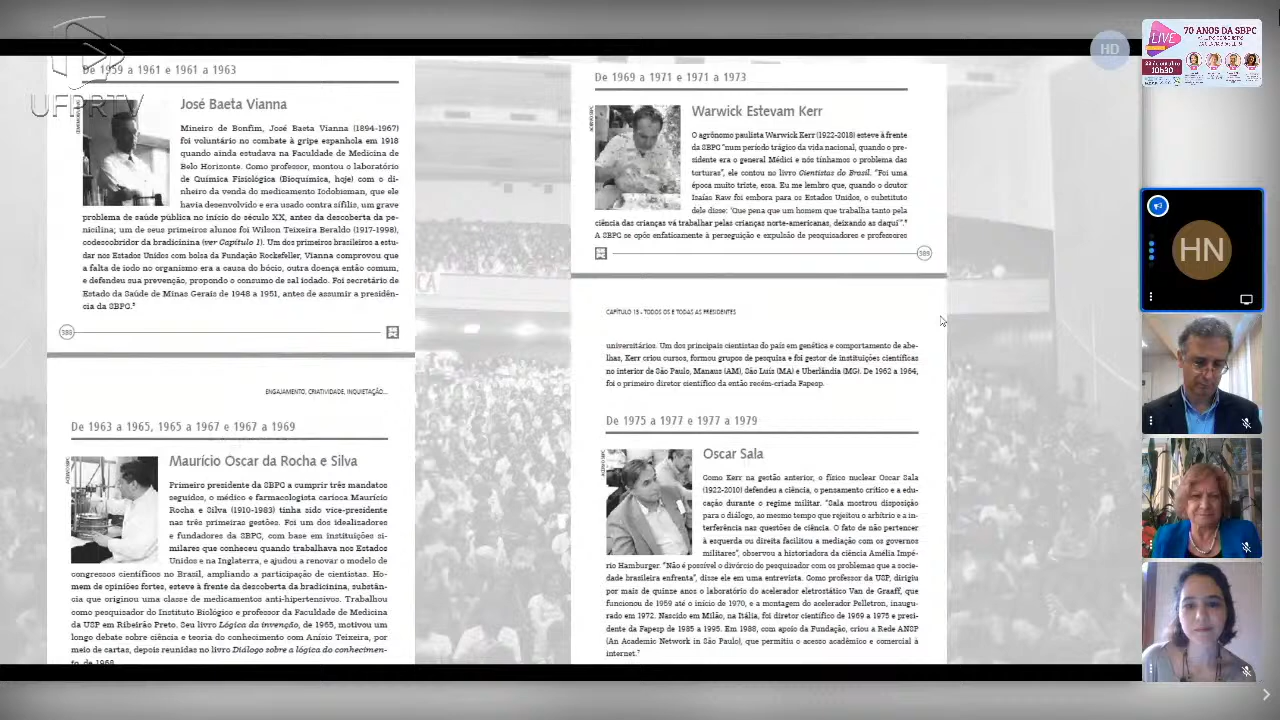 UFPRTV
HD
LIVE
70 ANOS DA SBPC
10h30
De 1959 a 1961 e 1961 a 1963
José Baeta Vianna
Mineiro de Bonfim, José Baeta Vianna (1894-1967)
foi voluntário no combate à gripe espanhola em 1918
quando ainda estudava na Faculdade de Medicina de
Belo Horizonte. Como professor, montou o laboratório
de Química Fisiológica (Bioquímica, hoje) com o di-
nheiro da venda do medicamento Iodobisman, que ele
havia desenvolvido e era usado contra sífilis, um grave
problema de saúde pública no início do século XX, antes da descoberta da pe-
nicilina; um de seus primeiros alunos foi Wilson Teixeira Beraldo (1917-1998),
codescobridor da bradicinina (ver Capítulo 1). Um dos primeiros brasileiros a estu-
dar nos Estados Unidos com bolsa da Fundação Rockefeller, Vianna comprovou que
a falta de iodo no organismo era a causa do bócio, outra doença então comum,
e defendeu sua prevenção, propondo o consumo de sal iodado. Foi secretário de
Estado da Saúde de Minas Gerais de 1948 a 1951, antes de assumir a presidên-
cia da SBPC.⁵
388
ENGAJAMENTO, CRIATIVIDADE, INQUIETAÇÃO...
De 1963 a 1965, 1965 a 1967 e 1967 a 1969
ACERVO SBPC
Maurício Oscar da Rocha e Silva
Primeiro presidente da SBPC a cumprir três mandatos
seguidos, o médico e farmacologista carioca Maurício
Rocha e Silva (1910-1983) tinha sido vice-presidente
nas três primeiras gestões. Foi um dos idealizadores
e fundadores da SBPC, com base em instituições si-
milares que conheceu quando trabalhava nos Estados
Unidos e na Inglaterra, e ajudou a renovar o modelo de
congressos científicos no Brasil, ampliando a participação de cientistas. Ho-
mem de opiniões fortes, esteve à frente da descoberta da bradicinina, substân-
cia que originou uma classe de medicamentos anti-hipertensivos. Trabalhou
como pesquisador do Instituto Biológico e professor da Faculdade de Medicina
da USP em Ribeirão Preto. Seu livro Lógica da invenção, de 1965, motivou um
longo debate sobre ciência e teoria do conhecimento com Anísio Teixeira, por
meio de cartas, depois reunidas no livro Diálogo sobre a lógica do conhecimen-
to, de 1968
De 1969 a 1971 e 1971 a 1973
ACERVO SBPC
Warwick Estevam Kerr
O agrônomo paulista Warwick Kerr (1922-2018) esteve à frente
da SBPC "num período trágico da vida nacional, quando o pre-
sidente era o general Médici e nós tínhamos o problema das
torturas", ele contou no livro Cientistas do Brasil. "Foi uma
época muito triste, essa. Eu me lembro que, quando o doutor
Isaías Raw foi embora para os Estados Unidos, o substituto
dele disse: 'Que pena que um homem que trabalha tanto pela
ciência das crianças vá trabalhar pelas crianças norte-americanas, deixando as daqui'".⁶
A SBPC se opôs enfaticamente à perseguição e expulsão de pesquisadores e professores
389
CAPÍTULO 15 • TODOS OS E TODAS AS PRESIDENTES
universitários. Um dos principais cientistas do país em genética e comportamento de abe-
lhas, Kerr criou cursos, formou grupos de pesquisa e foi gestor de instituições científicas
no interior de São Paulo, Manaus (AM), São Luís (MA) e Uberlândia (MG). De 1962 a 1964,
foi o primeiro diretor científico da então recém-criada Fapesp.
De 1975 a 1977 e 1977 a 1979
ACERVO SBPC
Oscar Sala
Como Kerr na gestão anterior, o físico nuclear Oscar Sala
(1922-2010) defendeu a ciência, o pensamento crítico e a edu-
cação durante o regime militar. "Sala mostrou disposição
para o diálogo, ao mesmo tempo que rejeitou o arbítrio e a in-
terferência nas questões de ciência. O fato de não pertencer
à esquerda ou direita facilitou a mediação com os governos
militares", observou a historiadora da ciência Amélia Impé-
rio Hamburger. "Não é possível o divórcio do pesquisador com os problemas que a socie-
dade brasileira enfrenta", disse ele em uma entrevista. Como professor da USP, dirigiu
por mais de quinze anos o laboratório do acelerador eletrostático Van de Graaff, que
funcionou de 1959 até o início de 1970, e a montagem do acelerador Pelletron, inaugu-
rado em 1972. Nascido em Milão, na Itália, foi diretor científico de 1969 a 1975 e presi-
dente da Fapesp de 1985 a 1995. Em 1988, com apoio da Fundação, criou a Rede ANSP
(An Academic Network in São Paulo), que permitiu o acesso acadêmico e comercial à
internet.⁷
HN